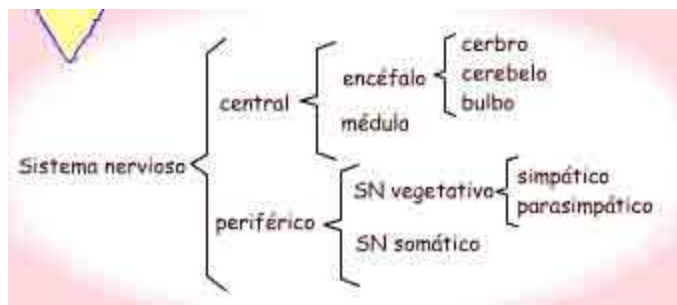 Sistema nervioso
central
encéfalo
cerbro
cerebelo
bulbo
médula
periférico
SN vegetativo
simpático
parasimpático
SN somático